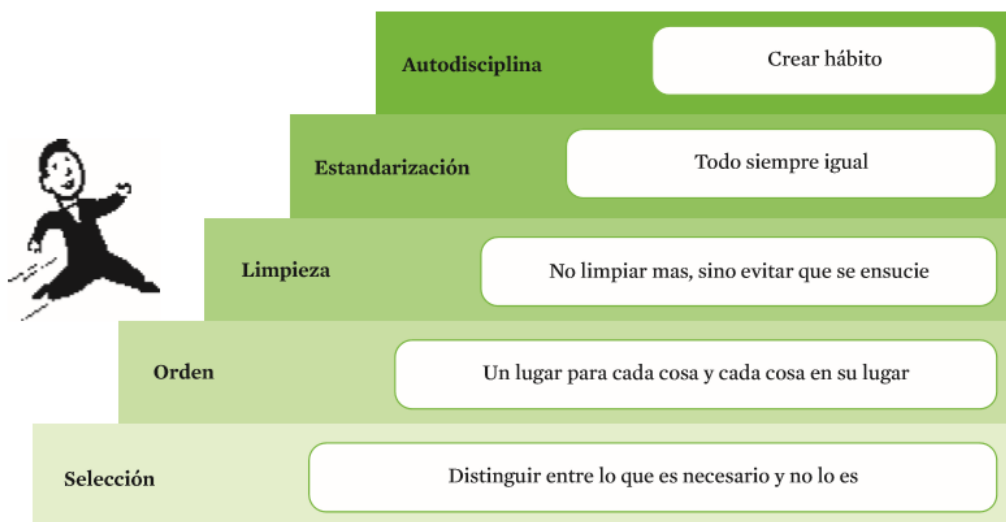 Autodisciplina
Crear hábito
Estandarización
Todo siempre igual
Limpieza
No limpiar mas, sino evitar que se ensucie
Orden
Un lugar para cada cosa y cada cosa en su lugar
Selección
Distinguir entre lo que es necesario y no lo es